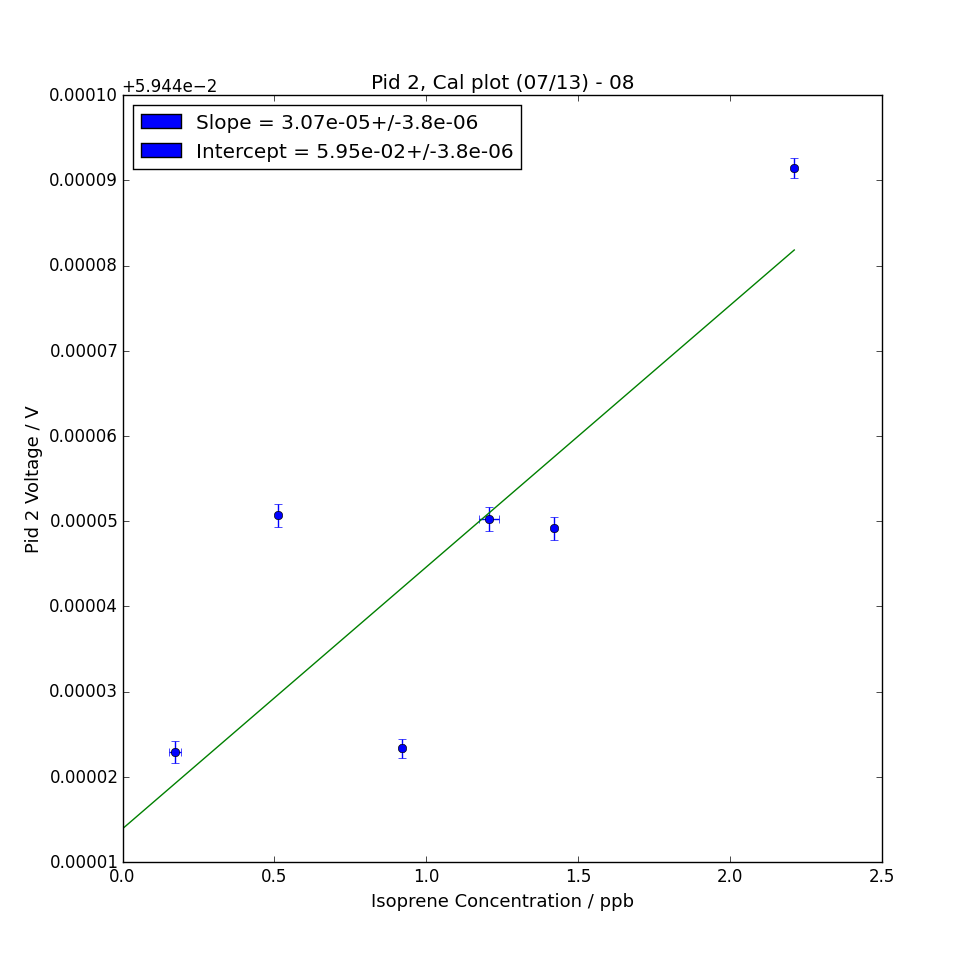 Pid 2, Cal plot (07/13) - 08
+5.944e−2
Slope = 3.07e-05+/-3.8e-06
Intercept = 5.95e-02+/-3.8e-06
0.00010
0.00009
0.00008
0.00007
0.00006
0.00005
0.00004
0.00003
0.00002
0.00001
Pid 2 Voltage / V
0.0 0.5 1.0 1.5 2.0 2.5
Isoprene Concentration / ppb